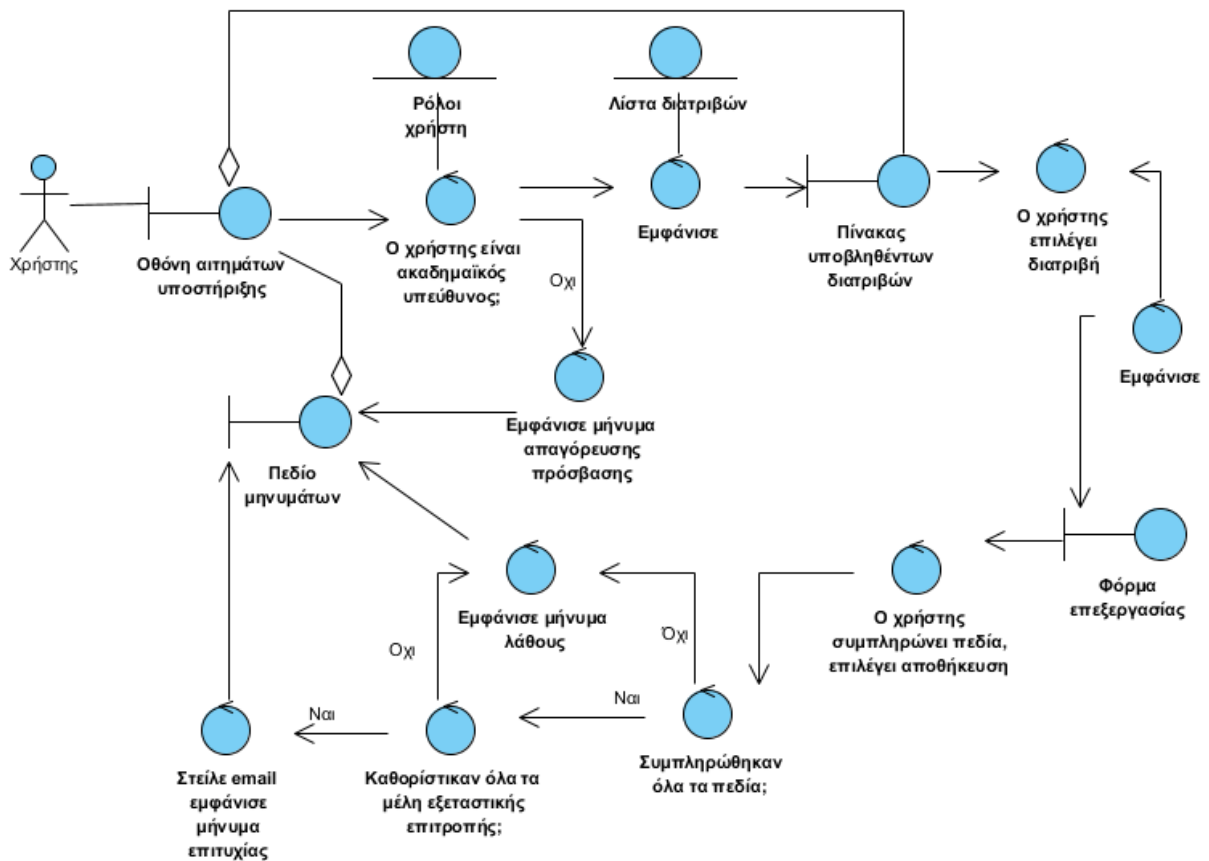 Ρόλοι
χρήστη
Λίστα διατριβών
Χρήστης
Οθόνη αιτημάτων
υποστήριξης
Ο χρήστης είναι
ακαδημαϊκός
υπεύθυνος;
Εμφάνισε
Πίνακας
υποβληθέντων
διατριβών
Ο χρήστης
επιλέγει
διατριβή
Οχι
Εμφάνισε
Εμφάνισε μήνυμα
απαγόρευσης
πρόσβασης
Πεδίο
μηνυμάτων
Φόρμα
επεξεργασίας
Ο χρήστης
συμπληρώνει πεδία,
επιλέγει αποθήκευση
Εμφάνισε μήνυμα
λάθους
Οχι
Όχι
Ναι
Ναι
Συμπληρώθηκαν
όλα τα πεδία;
Καθορίστικαν όλα τα
μέλη εξεταστικής
επιτροπής;
Στείλε email
εμφάνισε
μήνυμα
επιτυχίας